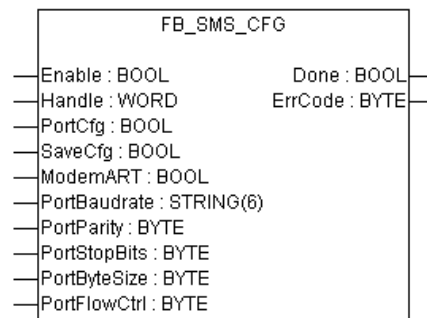 FB_SMS_CFG
Enable : BOOL Done : BOOL
Handle : WORD ErrCode : BYTE
PortCfg : BOOL
SaveCfg : BOOL
ModemART : BOOL
PortBaudrate : STRING(6)
PortParity : BYTE
PortStopBits : BYTE
PortByteSize : BYTE
PortFlowCtrl : BYTE